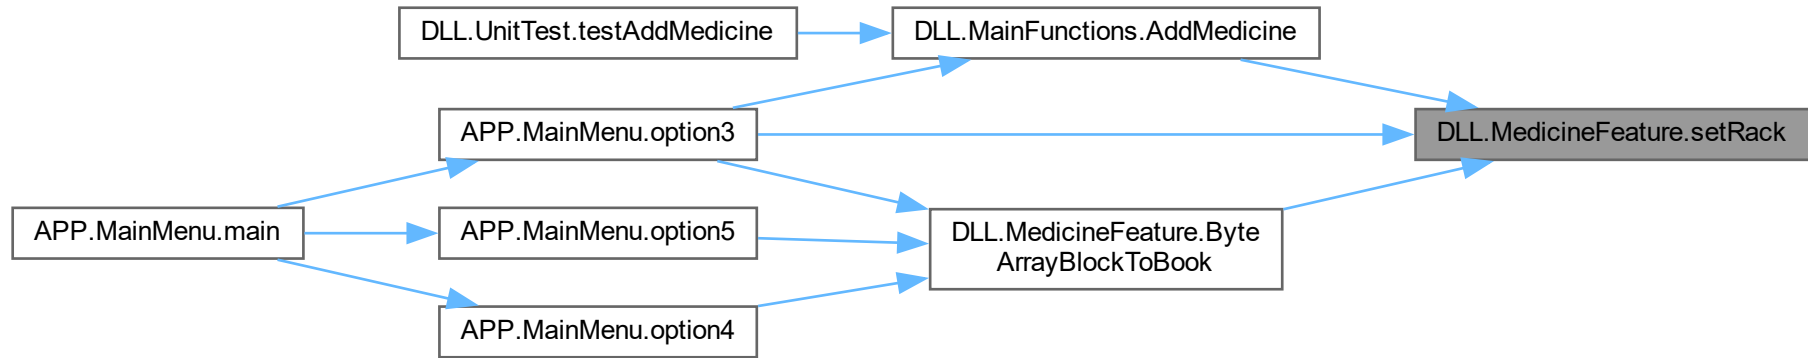 DLL.UnitTest.testAddMedicine
DLL.MainFunctions.AddMedicine
APP.MainMenu.option3
DLL.MedicineFeature.setRack
APP.MainMenu.main
APP.MainMenu.option5
DLL.MedicineFeature.Byte
ArrayBlockToBook
APP.MainMenu.option4